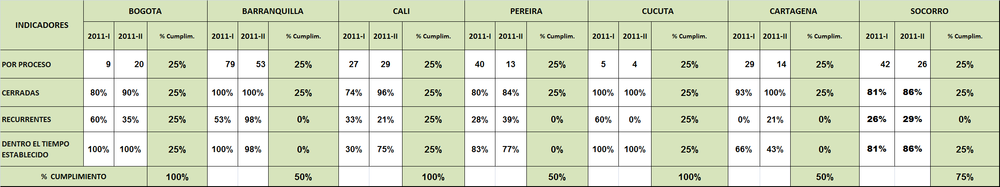 INDICADORES BOGOTA BARRANQUILLA CALI PEREIRA CUCUTA CARTAGENA SOCORRO
2011-I 2011-II % Cumplim. 2011-I 2011-II % Cumplim. 2011-I 2011-II % Cumplim. 2011-I 2011-II % Cumplim. 2011-I 2011-II % Cumplim. 2011-I 2011-II % Cumplim. 2011-I 2011-II % Cumplim.
POR PROCESO 9 20 25% 79 53 25% 27 29 25% 40 13 25% 5 4 25% 29 14 25% 42 26 25%
CERRADAS 80% 90% 25% 100% 100% 25% 74% 96% 25% 80% 84% 25% 100% 100% 25% 93% 100% 25% 81% 86% 25%
RECURRENTES 60% 35% 25% 53% 98% 0% 33% 21% 25% 28% 39% 0% 60% 0% 25% 0% 21% 0% 26% 29% 0%
DENTRO EL TIEMPO
ESTABLECIDO 100% 100% 25% 100% 98% 0% 30% 75% 25% 83% 77% 0% 100% 100% 25% 66% 43% 0% 81% 86% 25%
% CUMPLIMIENTO 100% 50% 100% 50% 100% 50% 75%